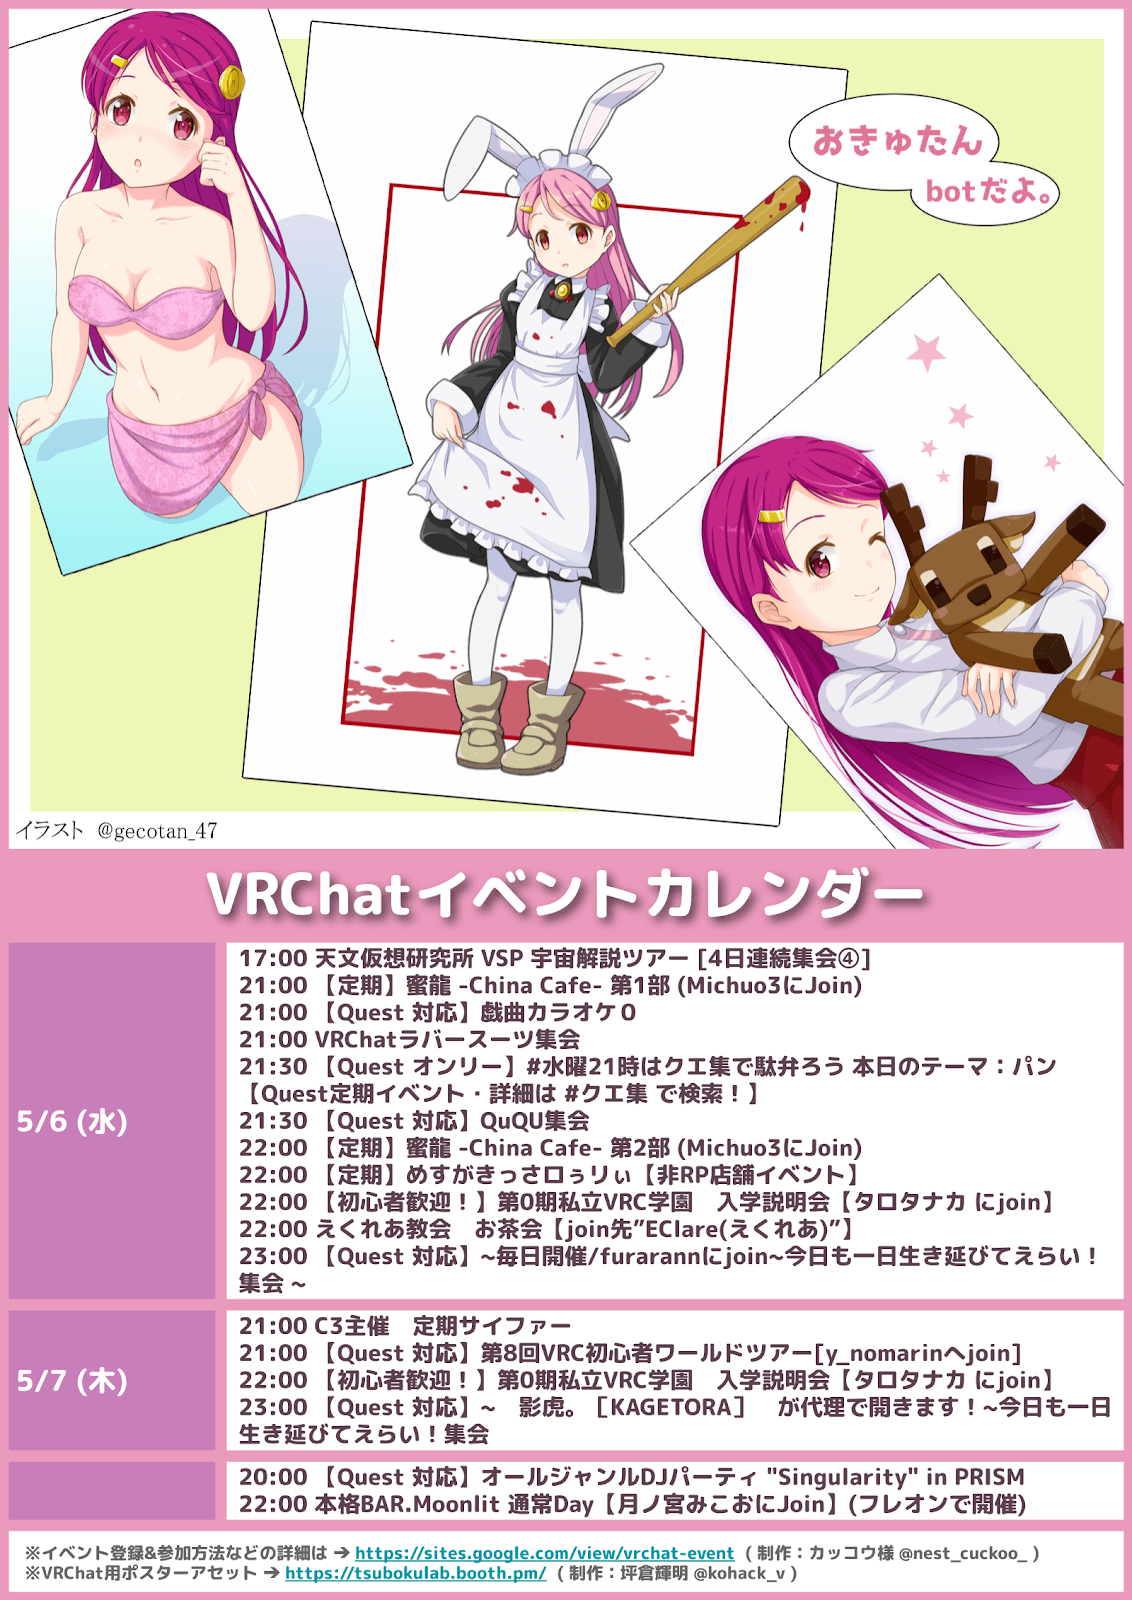 おきゅたん
botだよ。
イラスト @gecotan_47
VRChatイベントカレンダー
5/6 (水)
17:00 天文仮想研究所 VSP 宇宙解説ツアー [4日連続集会④]
21:00 【定期】蜜龍 -China Cafe- 第1部 (Michuo3にJoin)
21:00 【Quest 対応】戯曲カラオケ０
21:00 VRChatラバースーツ集会
21:30 【Quest オンリー】#水曜21時はクエ集で駄弁ろう 本日のテーマ：パン
【Quest定期イベント・詳細は #クエ集 で検索！】
21:30 【Quest 対応】QuQU集会
22:00 【定期】蜜龍 -China Cafe- 第2部 (Michuo3にJoin)
22:00 【定期】めすがきっさロぅリぃ【非RP店舗イベント】
22:00 【初心者歓迎！】第0期私立VRC学園　入学説明会【タロタナカ にjoin】
22:00 えくれあ教会　お茶会【join先”EClare(えくれあ)”】
23:00 【Quest 対応】~毎日開催/furarannにjoin~今日も一日生き延びてえらい！
集会 ~
5/7 (木)
21:00 C3主催　定期サイファー
21:00 【Quest 対応】第8回VRC初心者ワールドツアー[y_nomarinへjoin]
22:00 【初心者歓迎！】第0期私立VRC学園　入学説明会【タロタナカ にjoin】
23:00 【Quest 対応】~　影虎。［KAGETORA］　が代理で開きます！~今日も一日
生き延びてえらい！集会
20:00 【Quest 対応】オールジャンルDJパーティ "Singularity" in PRISM
22:00 本格BAR.Moonlit 通常Day【月ノ宮みこおにJoin】(フレオンで開催)
※イベント登録&参加方法などの詳細は → https://sites.google.com/view/vrchat-event ( 制作：カッコウ様 @nest_cuckoo_ )
※VRChat用ポスターアセット → https://tsubokulab.booth.pm/ ( 制作：坪倉輝明 @kohack_v )